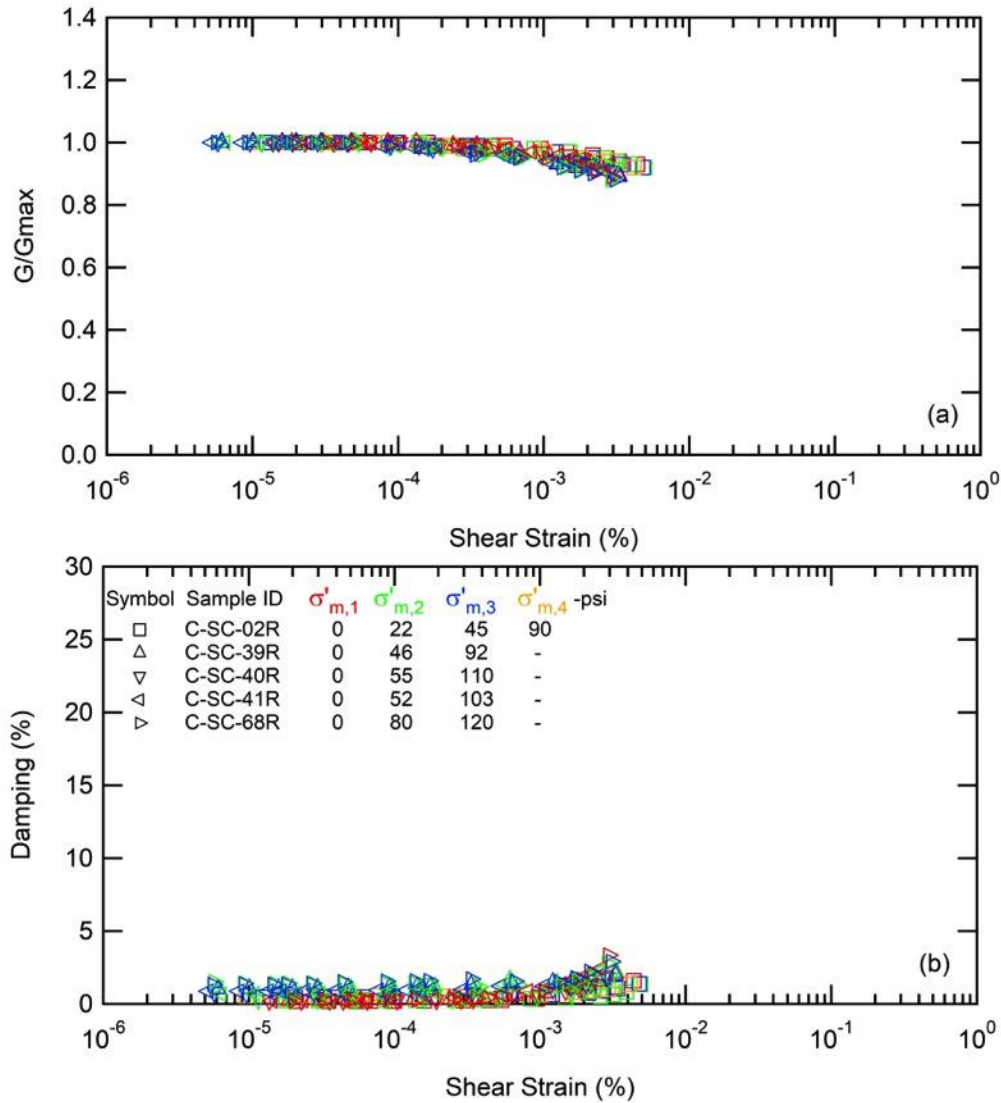 1.4
1.2
1.0
0.8
0.6
0.4
0.2
0.0
G/Gmax
(a)
10⁻⁶ 10⁻⁵ 10⁻⁴ 10⁻³ 10⁻² 10⁻¹ 10⁰
Shear Strain (%)
30
25
20
15
10
5
0
Damping (%)
Symbol Sample ID σ'm,1 σ'm,2 σ'm,3 σ'm,4 -psi
□ C-SC-02R 0 22 45 90
△ C-SC-39R 0 46 92 -
▽ C-SC-40R 0 55 110 -
◁ C-SC-41R 0 52 103 -
▷ C-SC-68R 0 80 120 -
(b)
10⁻⁶ 10⁻⁵ 10⁻⁴ 10⁻³ 10⁻² 10⁻¹ 10⁰
Shear Strain (%)